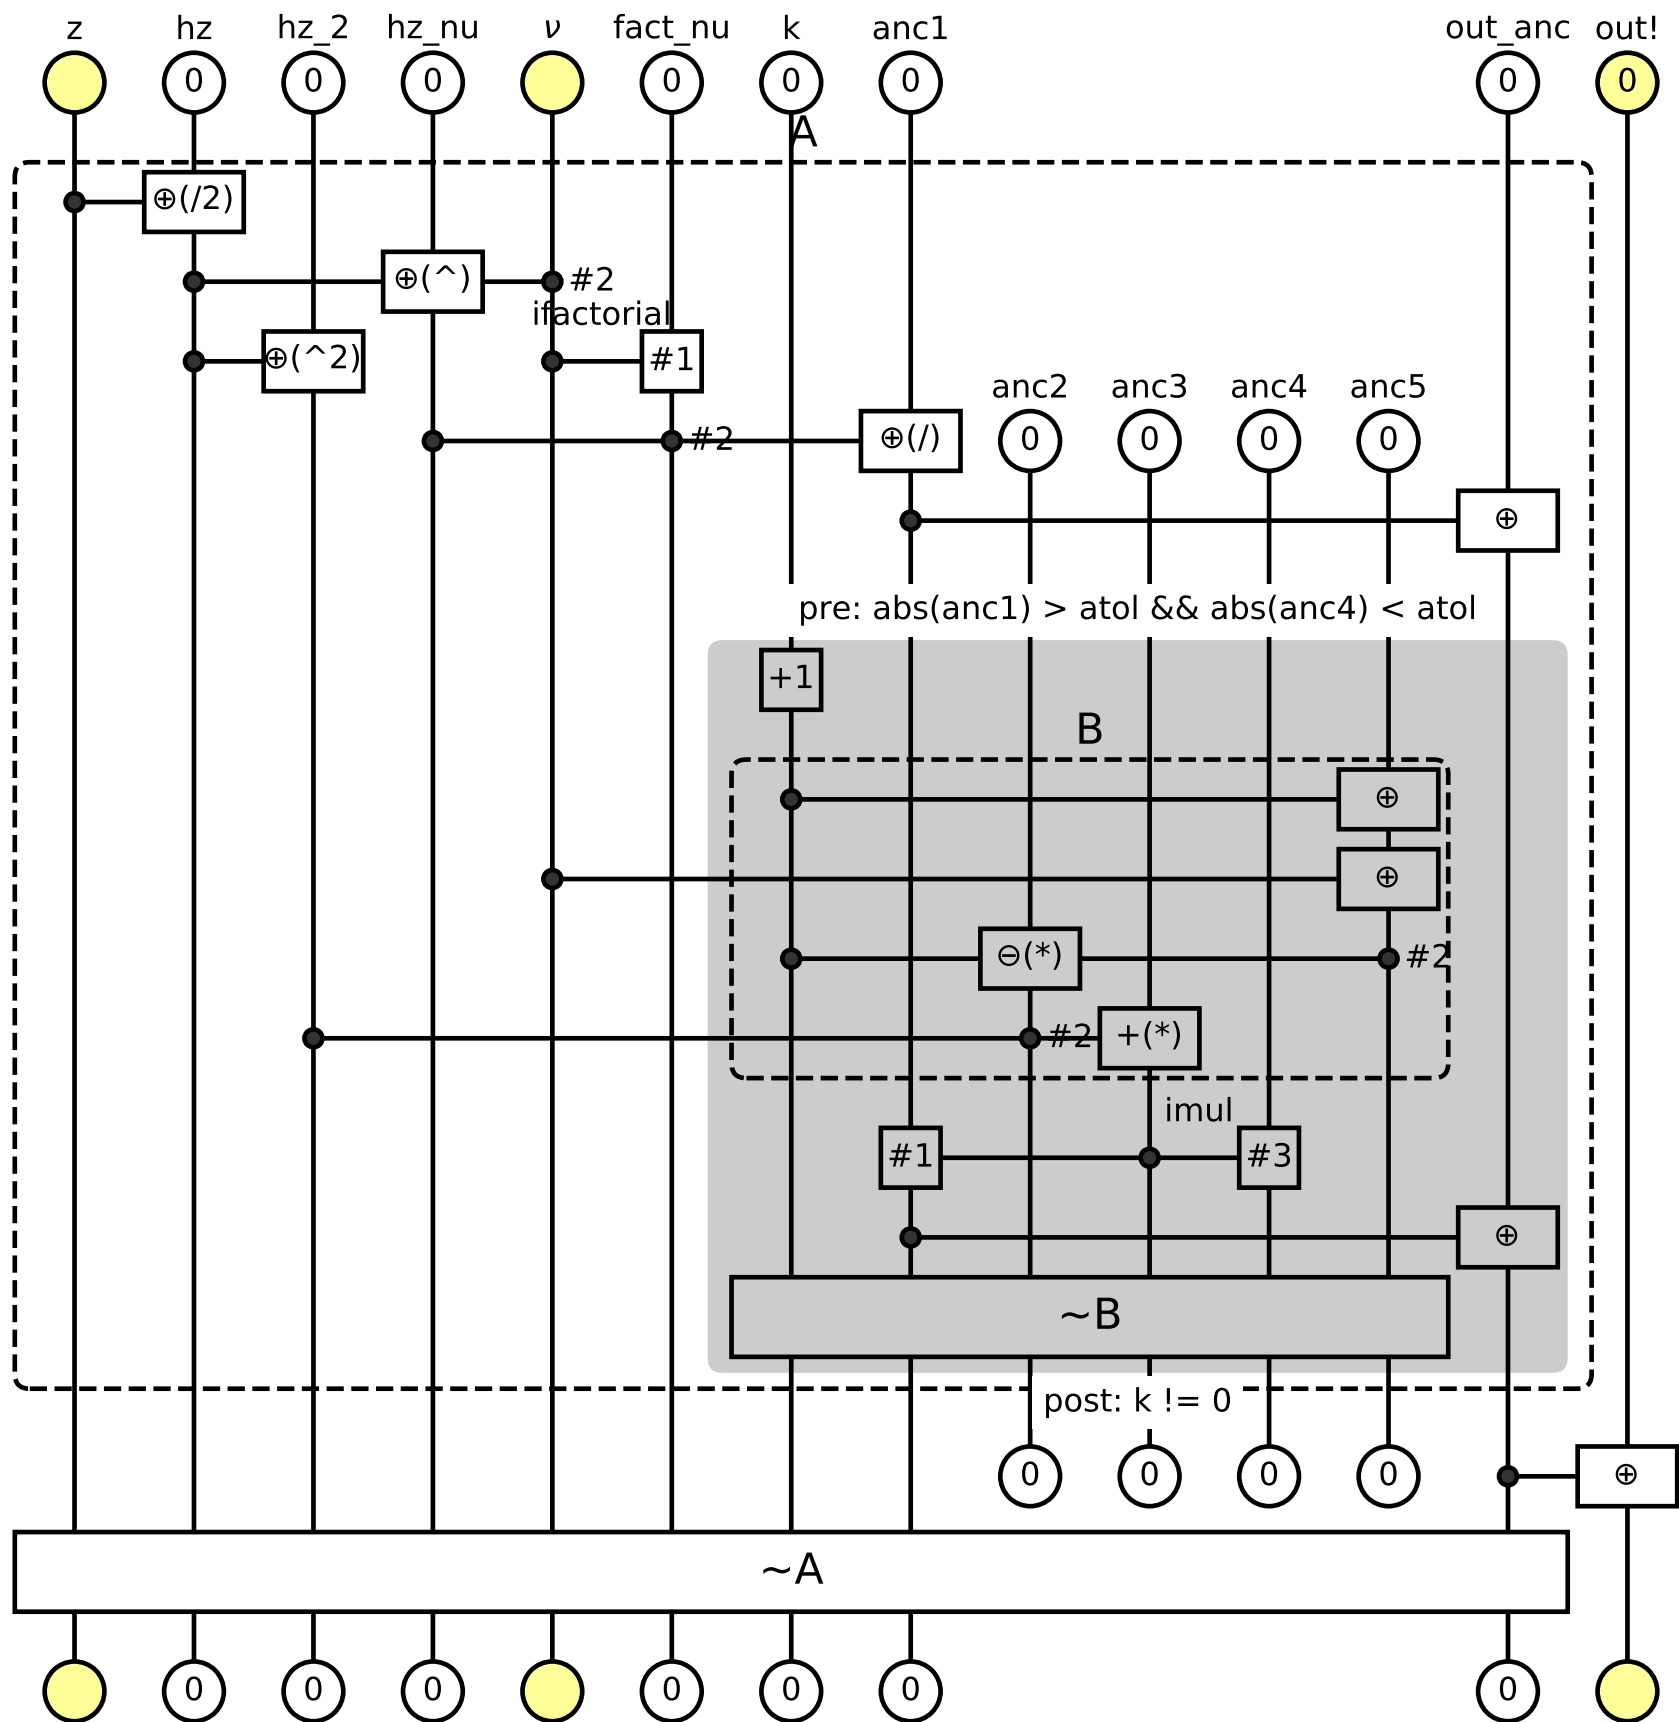 z hz hz_2 hz_nu ν fact_nu k anc1 out_anc out!
0 0 0 0 0 0 0 0
A
⊕(/2)
⊕(^) #2
ifactorial
⊕(^2) #1
anc2 anc3 anc4 anc5
#2 ⊕(/) 0 0 0 0
⊕
pre: abs(anc1) > atol && abs(anc4) < atol
+1
B
⊕
⊕
⊖(*) #2
#2 +(*)
imul
#1 #3
⊕
~B
post: k != 0
0 0 0 0 ⊕
~A
0 0 0 0 0 0 0